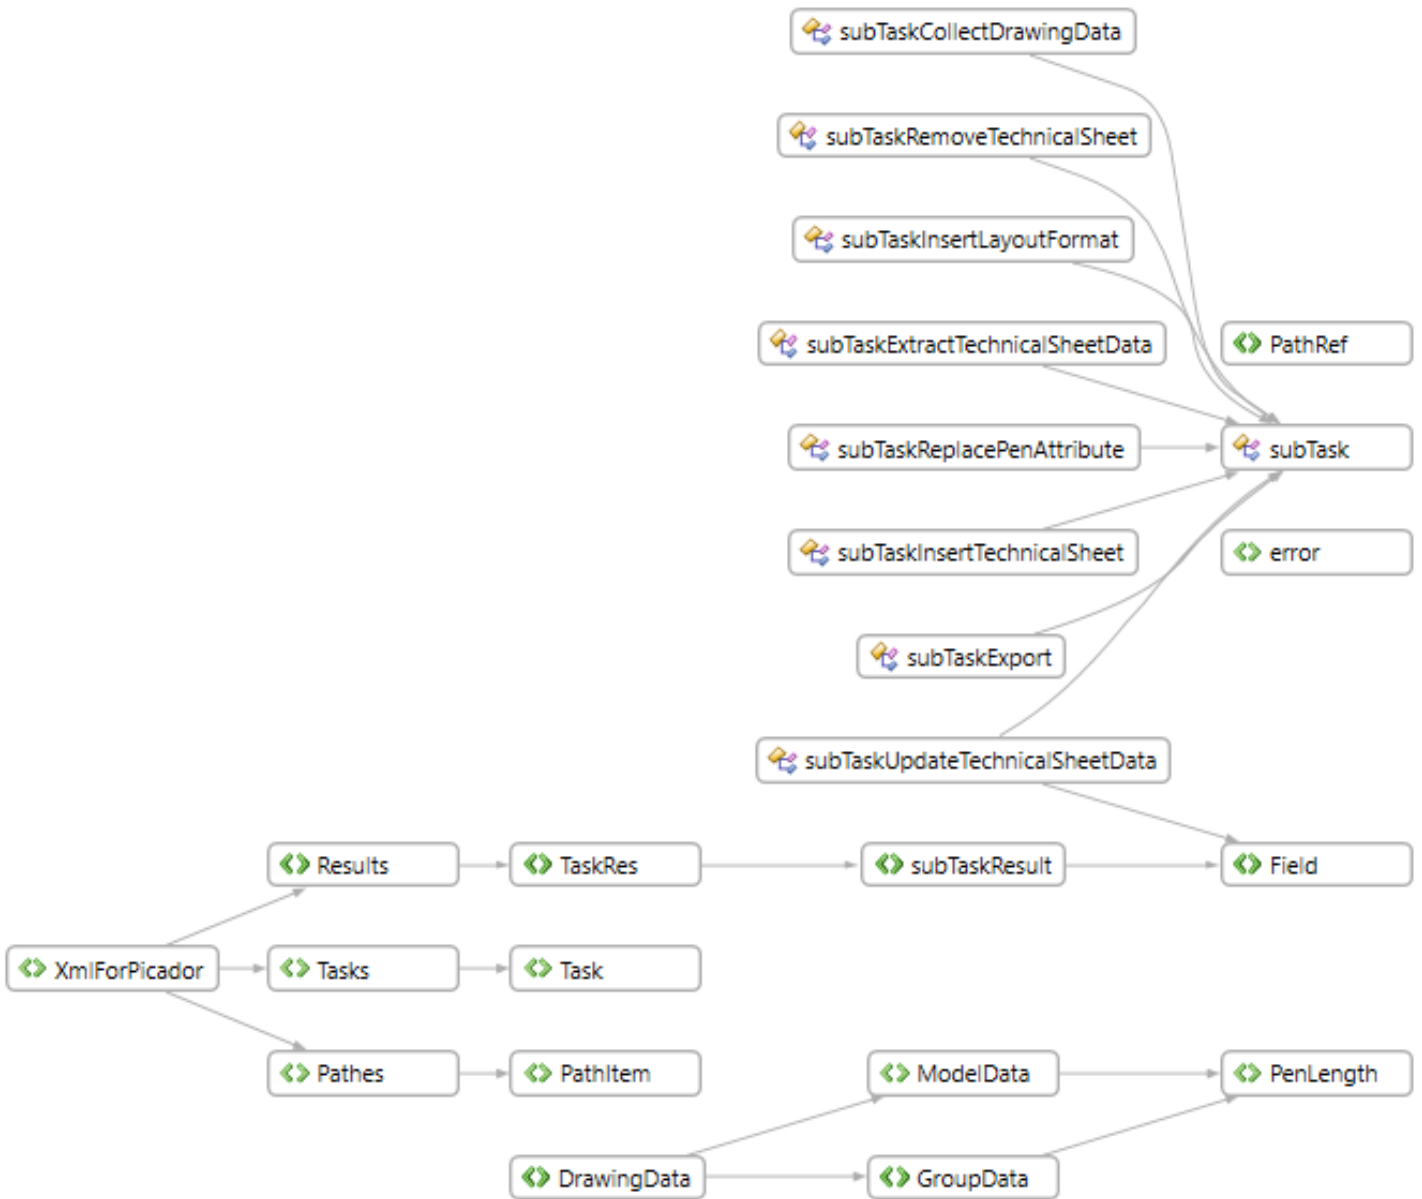 subTaskCollectDrawingData
subTaskRemoveTechnicalSheet
subTaskInsertLayoutFormat
subTaskExtractTechnicalSheetData
PathRef
subTaskReplacePenAttribute
subTask
subTaskInsertTechnicalSheet
error
subTaskExport
subTaskUpdateTechnicalSheetData
Results
TaskRes
subTaskResult
Field
XmlForPicador
Tasks
Task
Pathes
PathItem
ModelData
PenLength
DrawingData
GroupData